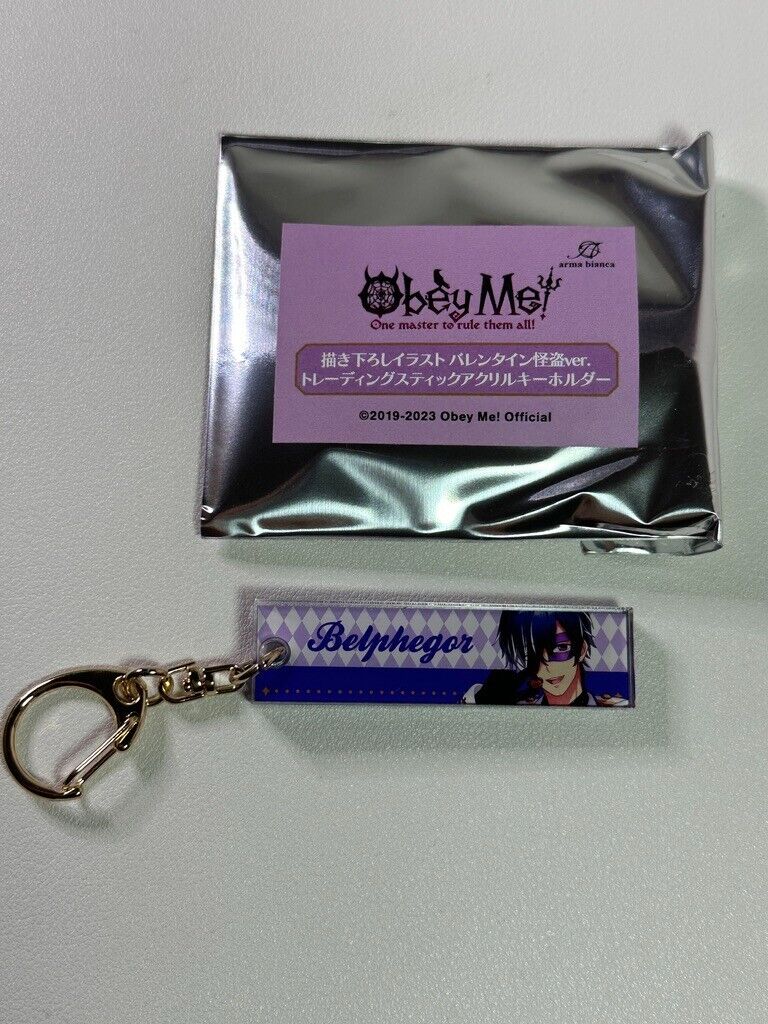 arma bianca
Obey Me!
One master to rule them all!
描き下ろしイラスト バレンタイン怪盗ver.
トレーディングスティックアクリルキーホルダー
©2019-2023 Obey Me! Official
Belphegor